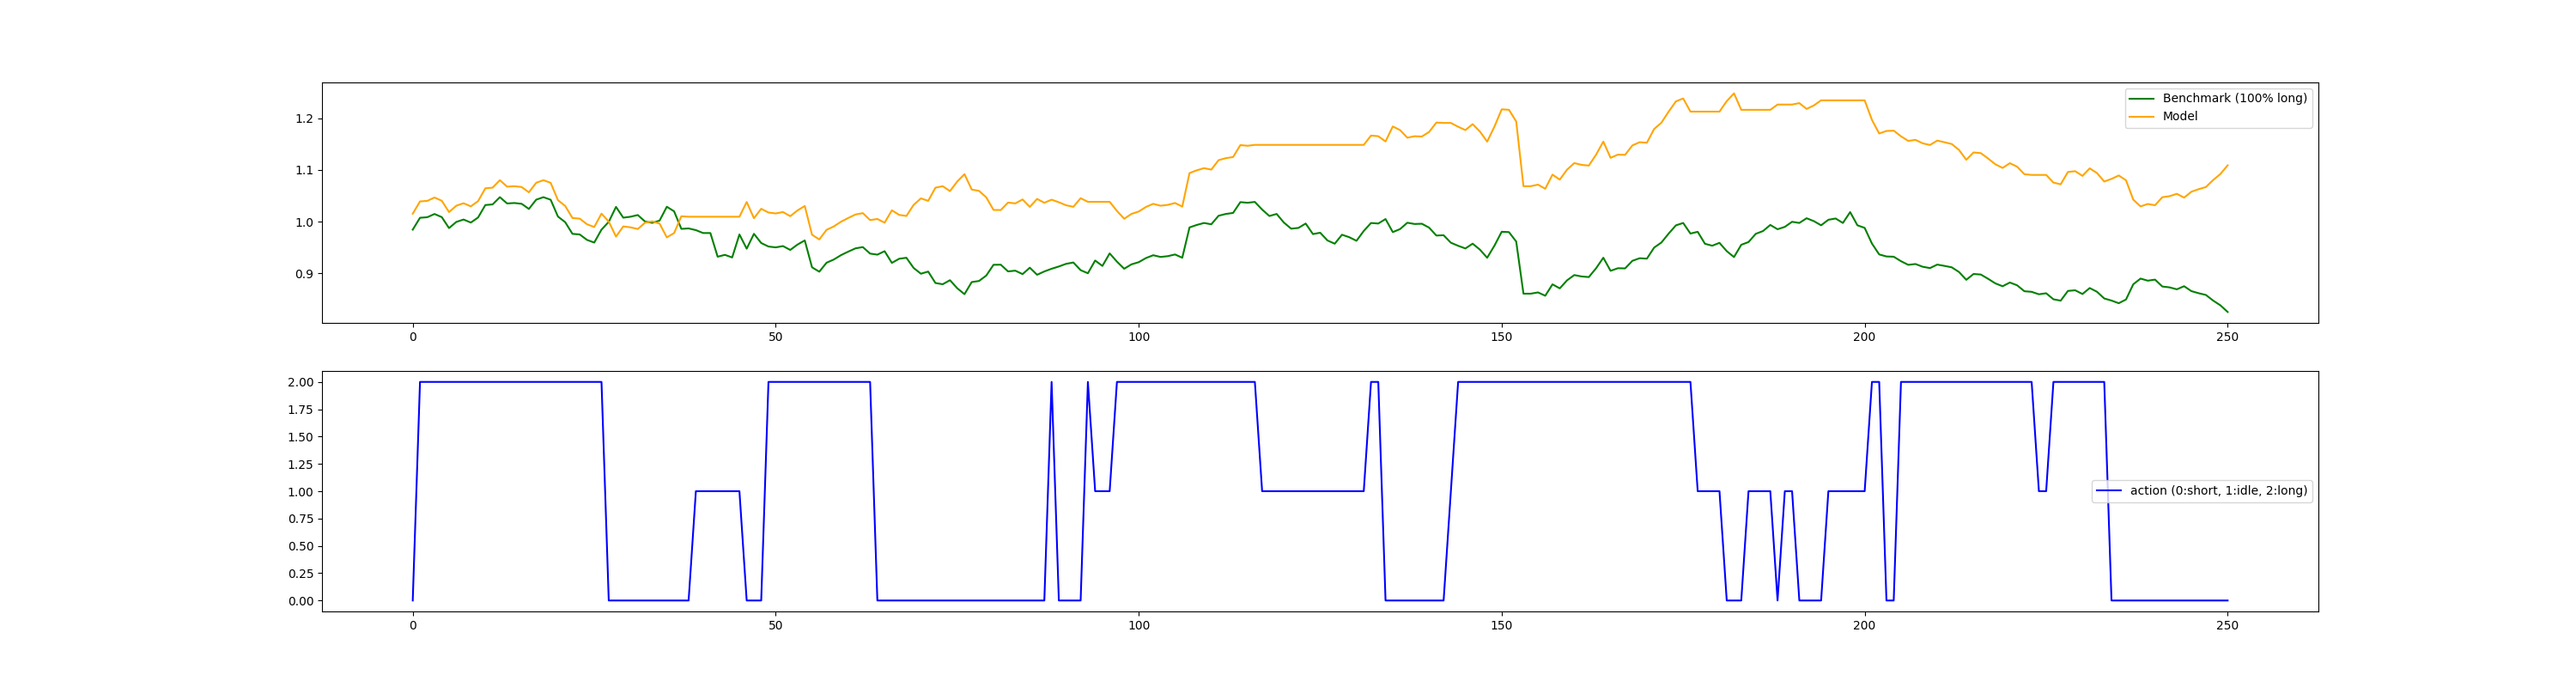 Benchmark (100% long)
Model
1.2
1.1
1.0
0.9
0 50 100 150 200 250
2.00
1.75
1.50
1.25
1.00
0.75
0.50
0.25
0.00
action (0:short, 1:idle, 2:long)
0 50 100 150 200 250